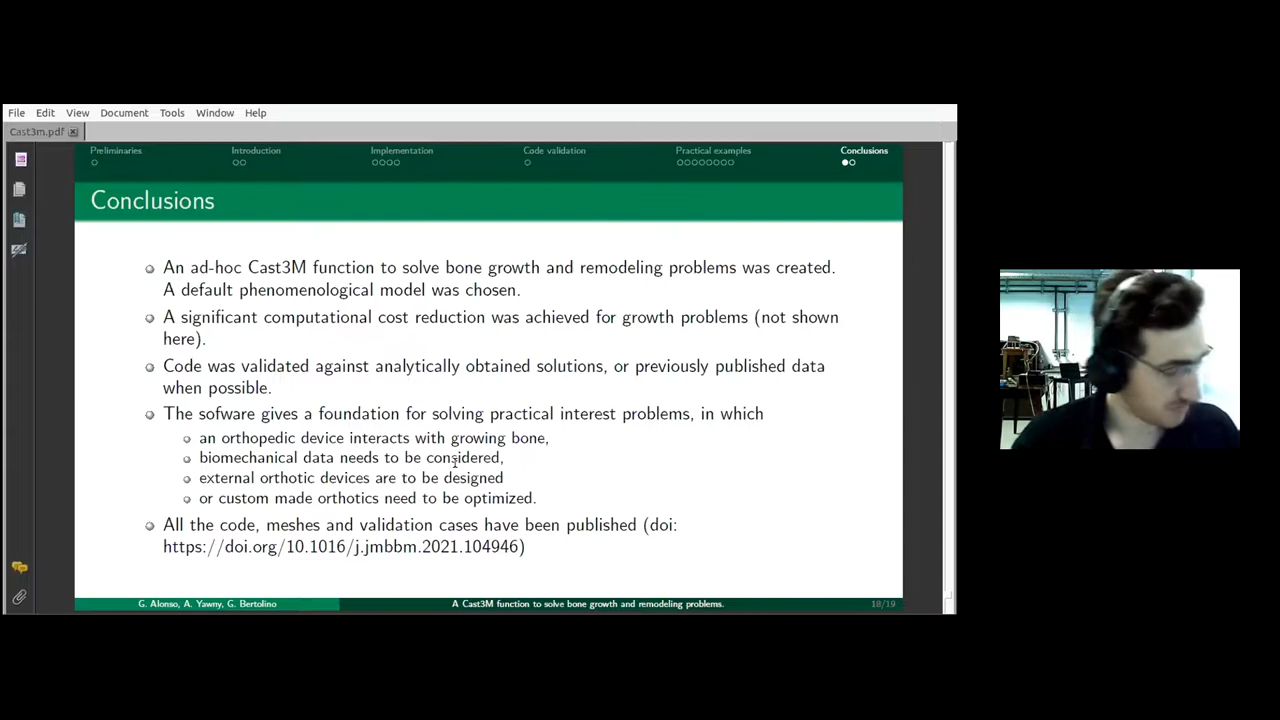 File Edit View Document Tools Window Help
Cast3m.pdf
Preliminaries Introduction Implementation Code validation Practical examples Conclusions
Conclusions
An ad-hoc Cast3M function to solve bone growth and remodeling problems was created.
A default phenomenological model was chosen.
A significant computational cost reduction was achieved for growth problems (not shown
here).
Code was validated against analytically obtained solutions, or previously published data
when possible.
The sofware gives a foundation for solving practical interest problems, in which
an orthopedic device interacts with growing bone,
biomechanical data needs to be considered,
external orthotic devices are to be designed
or custom made orthotics need to be optimized.
All the code, meshes and validation cases have been published (doi:
https://doi.org/10.1016/j.jmbbm.2021.104946)
G. Alonso, A. Yawny, G. Bertolino A Cast3M function to solve bone growth and remodeling problems. 18/19